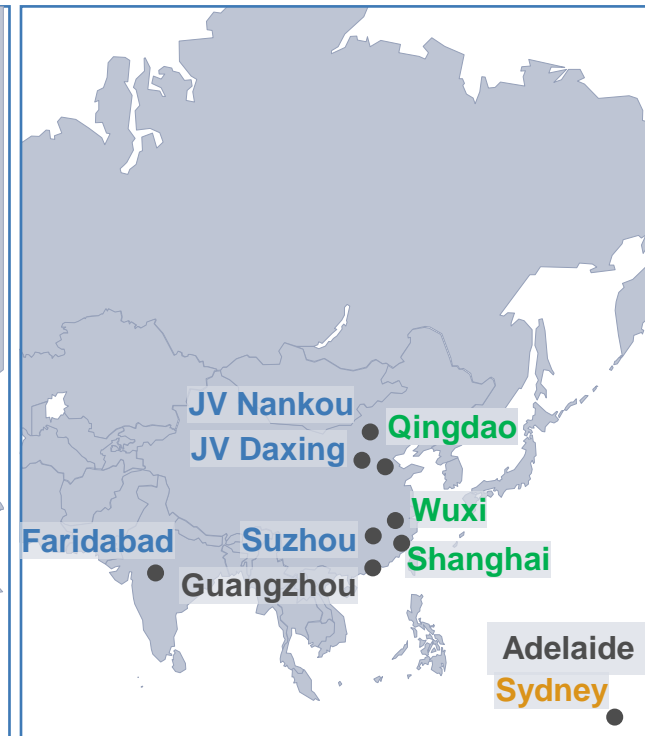 JV Nankou
Qingdao
JV Daxing
Wuxi
Faridabad
Suzhou
Shanghai
Guangzhou
Adelaide
Sydney